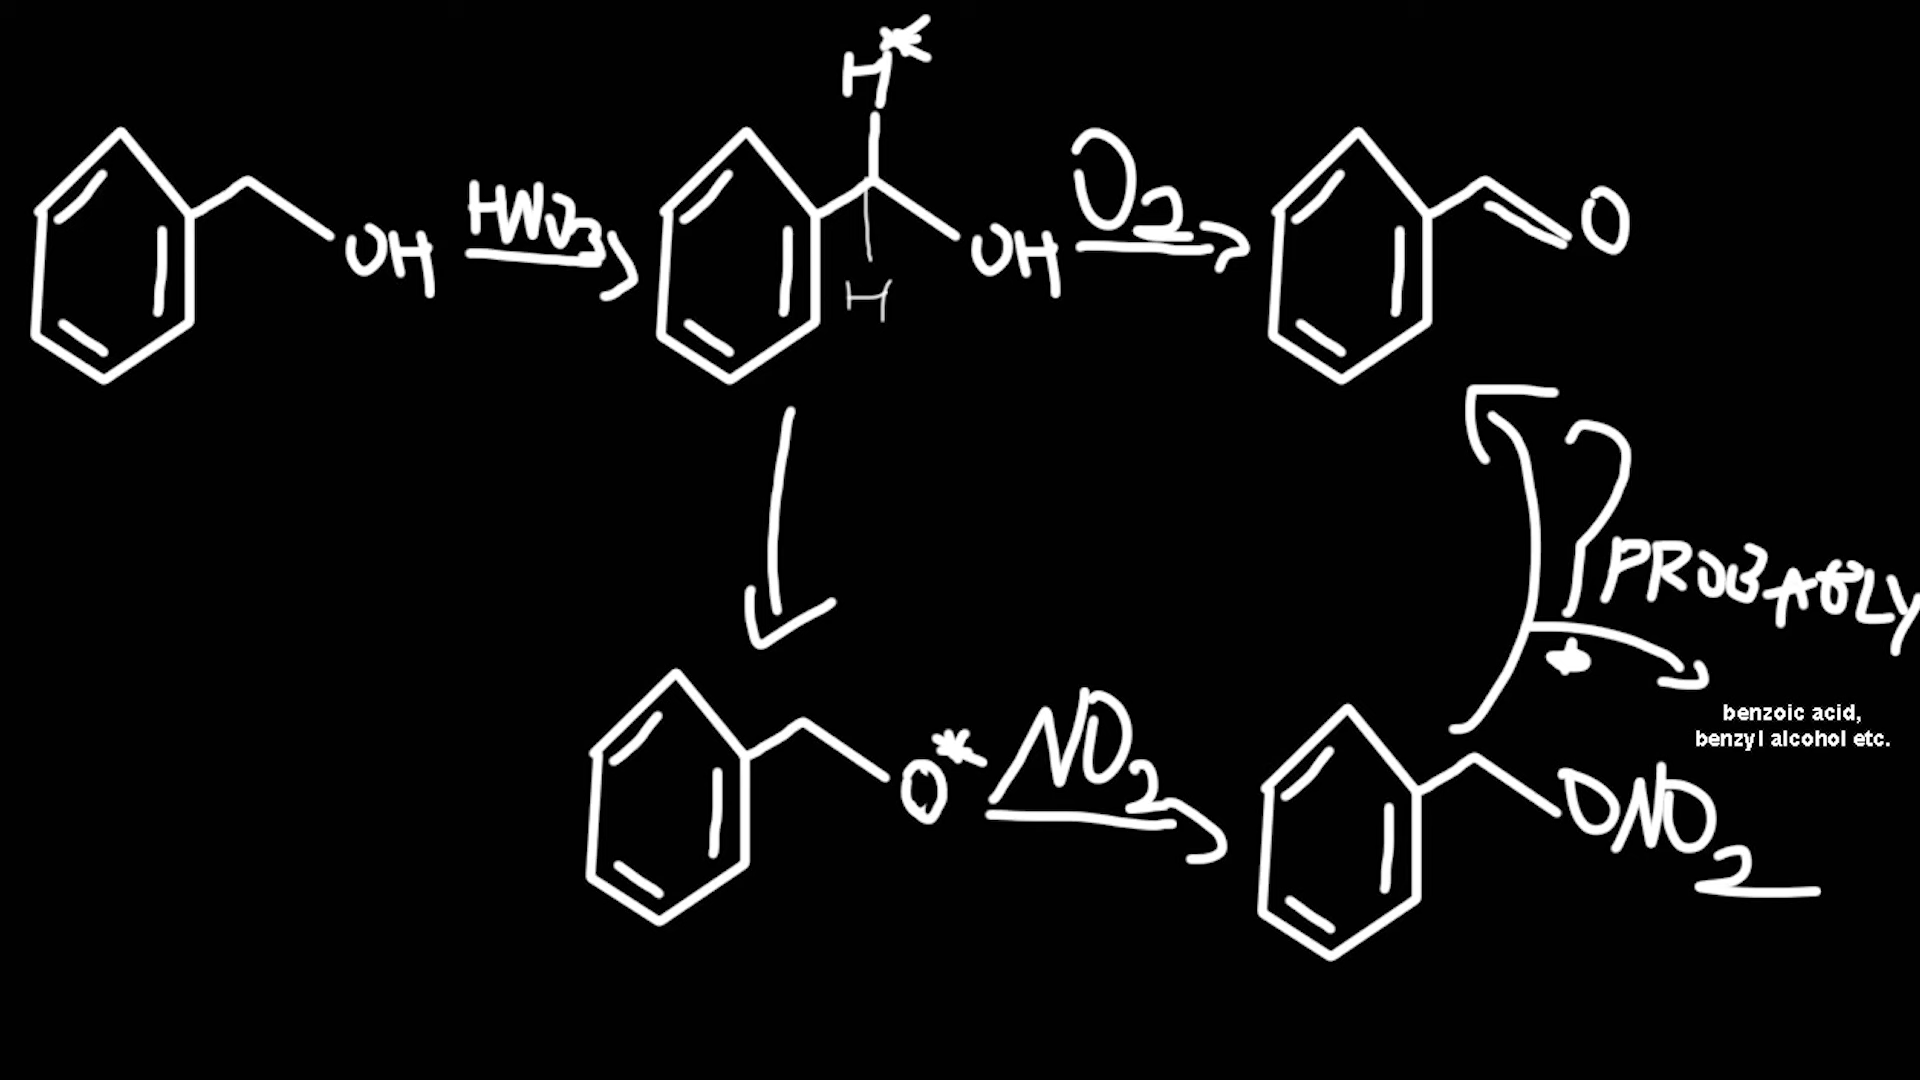 H*
OH
HNO3
H
OH
O2
O
?
PROBABLY
*
benzoic acid,
benzyl alcohol etc.
O*
NO2
ONO2